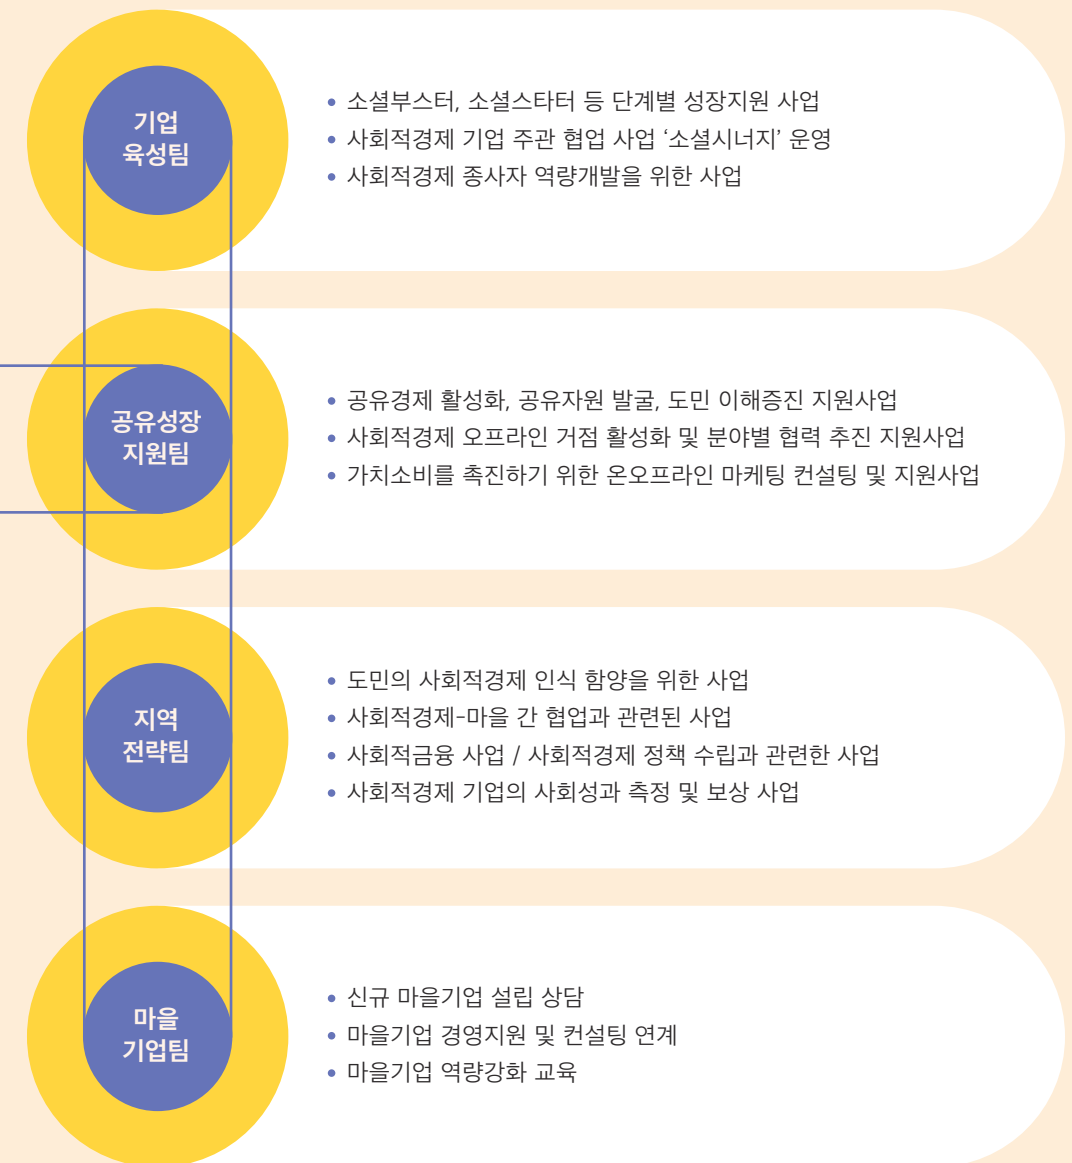 기업
육성팀
• 소셜부스터, 소셜스타터 등 단계별 성장지원 사업
• 사회적경제 기업 주관 협업 사업 ‘소셜시너지’ 운영
• 사회적경제 종사자 역량개발을 위한 사업
공유성장
지원팀
• 공유경제 활성화, 공유자원 발굴, 도민 이해증진 지원사업
• 사회적경제 오프라인 거점 활성화 및 분야별 협력 추진 지원사업
• 가치소비를 촉진하기 위한 온오프라인 마케팅 컨설팅 및 지원사업
지역
전략팀
• 도민의 사회적경제 인식 함양을 위한 사업
• 사회적경제-마을 간 협업과 관련된 사업
• 사회적금융 사업 / 사회적경제 정책 수립과 관련한 사업
• 사회적경제 기업의 사회성과 측정 및 보상 사업
마을
기업팀
• 신규 마을기업 설립 상담
• 마을기업 경영지원 및 컨설팅 연계
• 마을기업 역량강화 교육